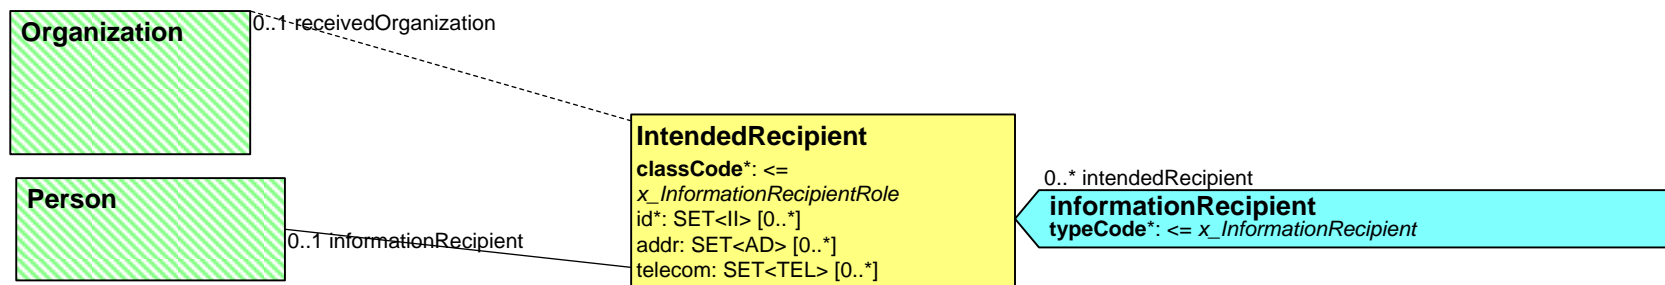 Organization
0..1 receivedOrganization
Person
0..1 informationRecipient
IntendedRecipient
classCode*: <=
x_InformationRecipientRole
id*: SET<II> [0..*]
addr: SET<AD> [0..*]
telecom: SET<TEL> [0..*]
0..* intendedRecipient
informationRecipient
typeCode*: <= x_InformationRecipient